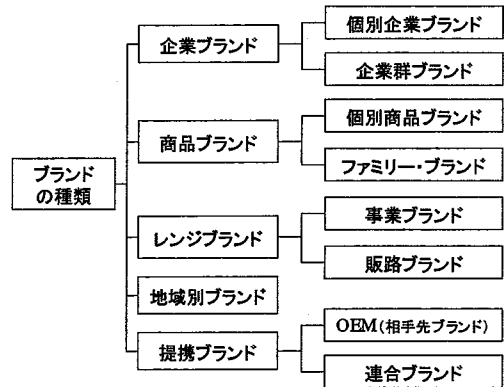 ブランド
の種類
企業ブランド
個別企業ブランド
企業群ブランド
商品ブランド
個別商品ブランド
ファミリー・ブランド
レンジブランド
事業ブランド
販路ブランド
地域別ブランド
提携ブランド
OEM(相手先ブランド)
連合ブランド